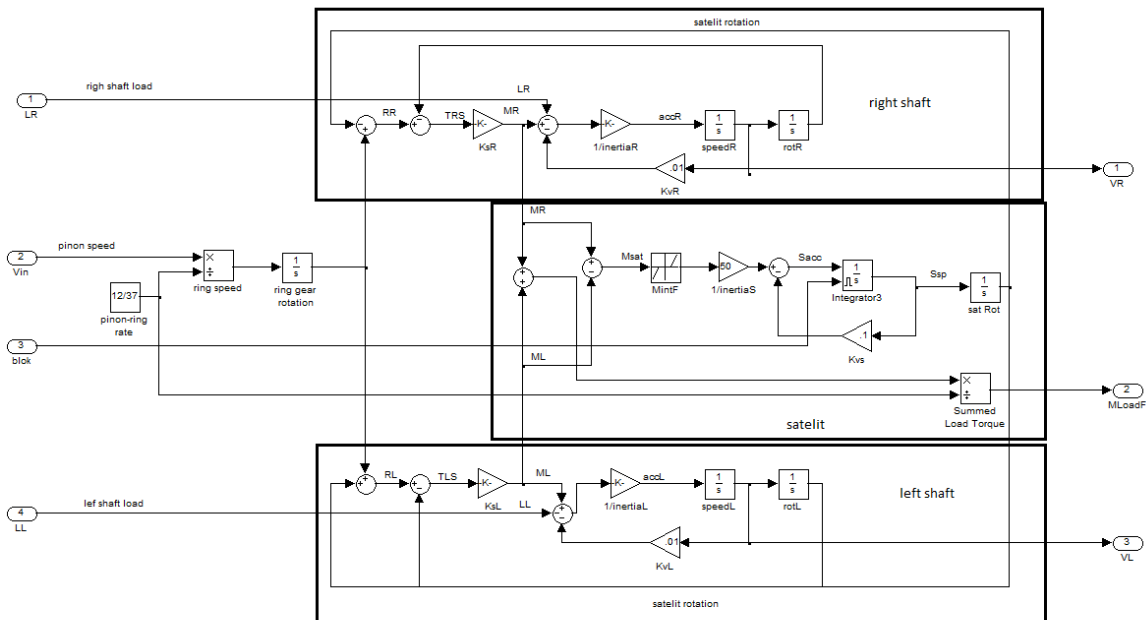 satelit rotation
righ shaft load
1
LR
LR
RR
TRS
MR
-K-
KsR
-K-
1/inertiaR
accR
1
s
speedR
1
s
rotR
right shaft
.01
KvR
1
VR
MR
pinon speed
2
Vin
×
÷
ring speed
1
s
ring gear
rotation
12/37
pinon-ring
rate
3
blok
Msat
MintF
50
1/inertiaS
Sacc
1
s
Integrator3
Ssp
1
s
sat Rot
.1
Kvs
ML
×
÷
Summed
Load Torque
2
MLoadF
satelit
RL
TLS
-K-
KsL
ML
LL
-K-
1/inertiaL
accL
1
s
speedL
1
s
rotL
left shaft
lef shaft load
4
LL
.01
KvL
3
VL
satelit rotation